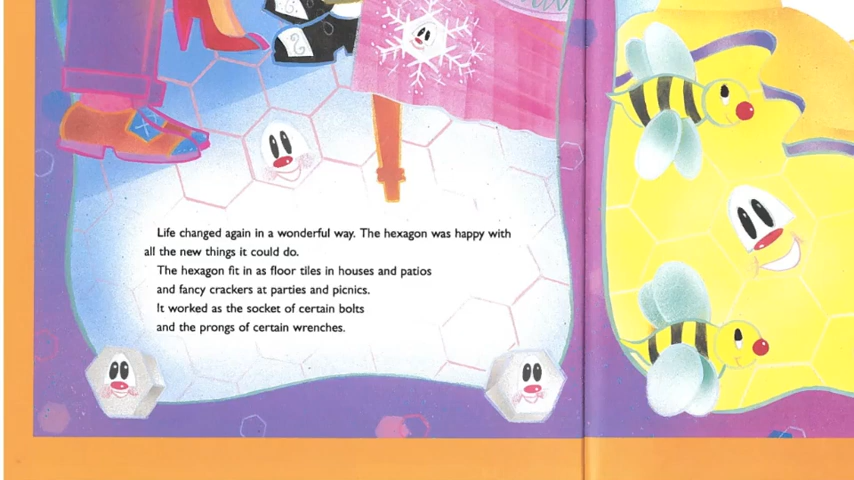 Life changed again in a wonderful way. The hexagon was happy with
all the new things it could do.
The hexagon fit in as floor tiles in houses and patios
and fancy crackers at parties and picnics.
It worked as the socket of certain bolts
and the prongs of certain wrenches.